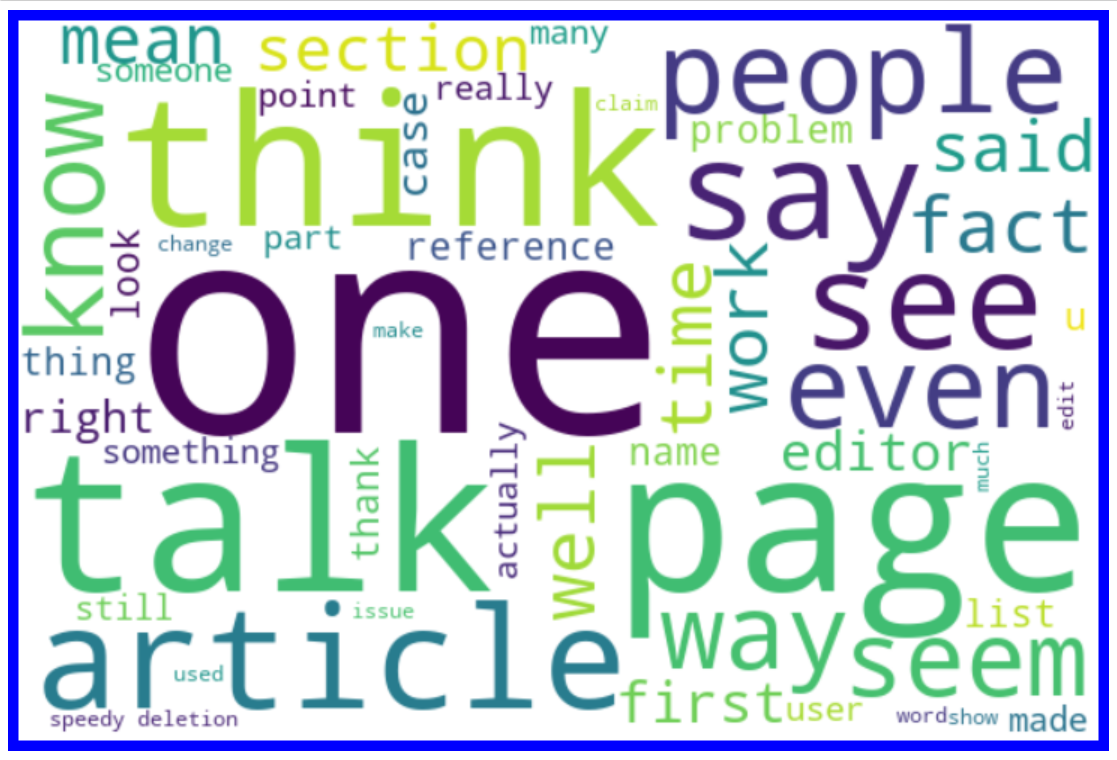 mean
section
many
people
someone
point
really
claim
think
case
problem
said
know
say
fact
look
change
part
reference
one
make
time
work
see
u
thing
even
edit
right
something
talk
thank
actually
well
name
editor
much
page
still
issue
article
way
list
seem
used
first
user
speedy deletion
word
show
made